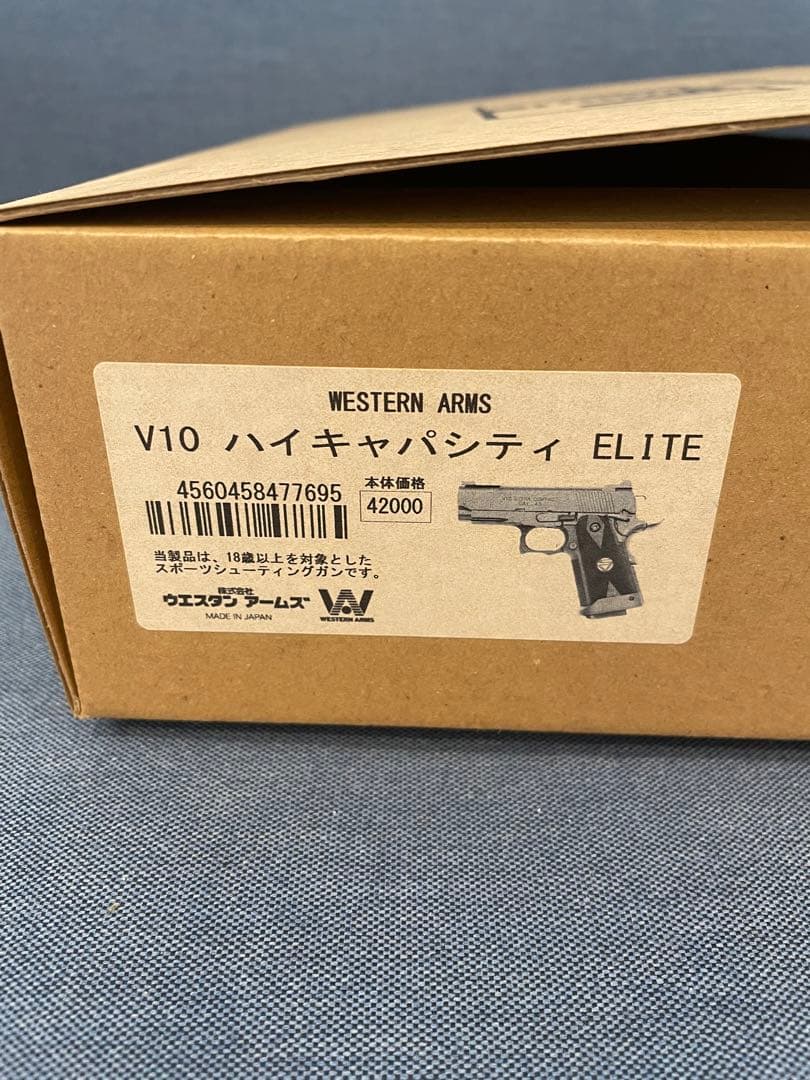 WESTERN ARMS
V10 ハイキャパシティ ELITE
4560458477695
本体価格
42000
当製品は、18歳以上を対象とした
スポーツシューティングガンです。
株式会社
ウエスタン アームズ
MADE IN JAPAN
WESTERN ARMS